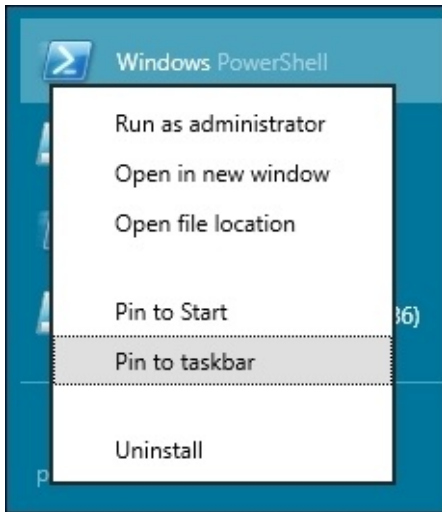 Windows PowerShell
Run as administrator
Open in new window
Open file location
Pin to Start
36)
Pin to taskbar
Uninstall
p